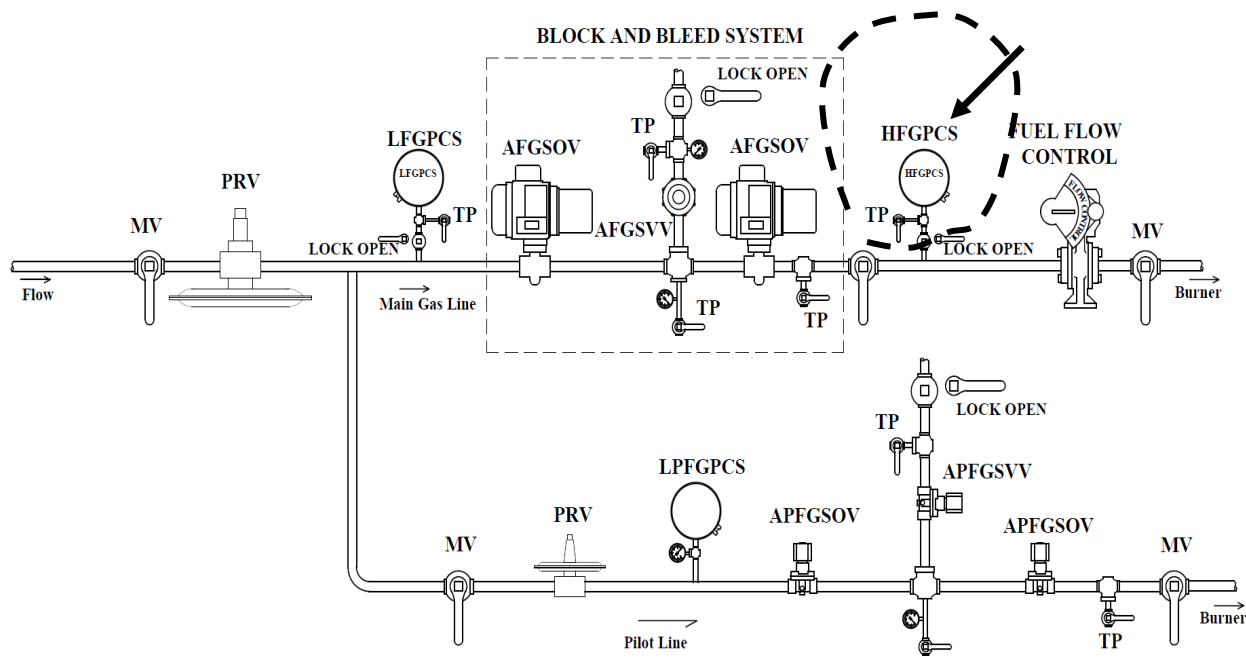 BLOCK AND BLEED SYSTEM
LOCK OPEN
TP
HFGPCS
FUEL FLOW
CONTROL
LFGPCS
AFGSOV
AFGSOV
LFGPCS
HFGPCS
FLOW CONTROL
PRV
TP
TP
MV
AFGSVV
MV
LOCK OPEN
LOCK OPEN
Flow
Main Gas Line
TP
TP
Burner
LOCK OPEN
TP
LPFGPCS
APFGSVV
PRV
APFGSOV
APFGSOV
MV
MV
Pilot Line
TP
Burner